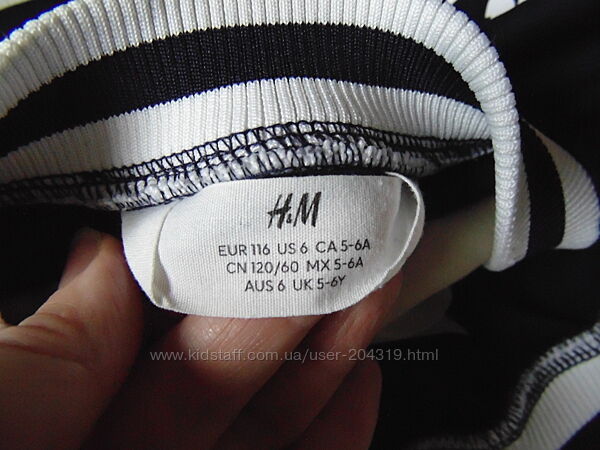 H&M
EUR 116 US 6 CA 5-6A
CN 120/60 MX 5-6A
AUS 6 UK 5-6Y
www.kidstaff.com.ua/user-204319.html